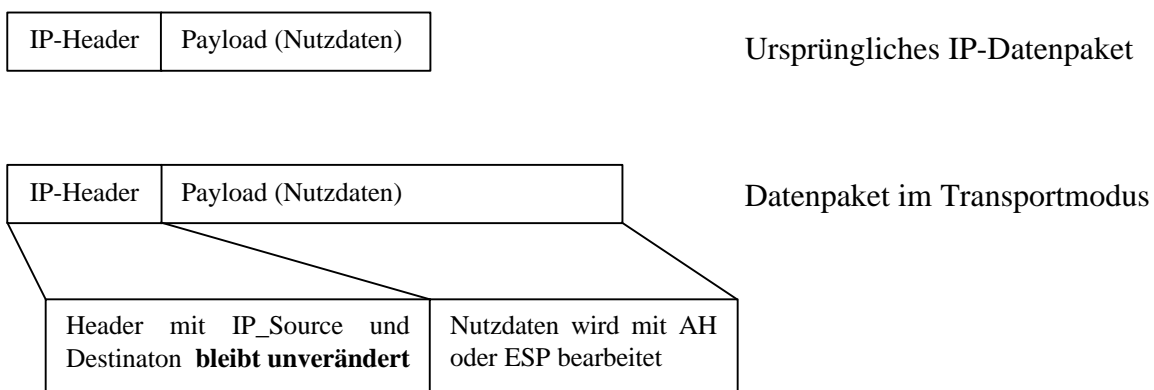 IP-Header Payload (Nutzdaten) Ursprüngliches IP-Datenpaket
IP-Header Payload (Nutzdaten) Datenpaket im Transportmodus
Header mit IP_Source und
Destinaton bleibt unverändert
Nutzdaten wird mit AH
oder ESP bearbeitet